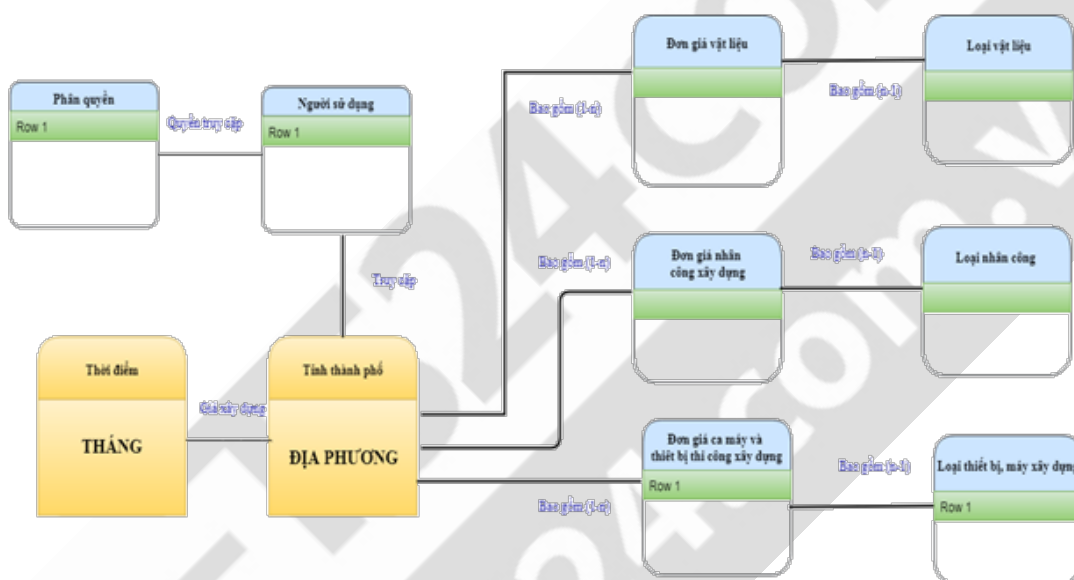 Đơn giá vật liệu
Loại vật liệu
Bao gồm (1-n)
Bao gồm (n-1)
Phân quyền
Row 1
Quyền truy cập
Người sử dụng
Row 1
Truy cập
Đơn giá nhân
công xây dựng
Loại nhân công
Bao gồm (1-n)
Bao gồm (n-1)
Thời điểm
THÁNG
Giá xây dựng
Tỉnh thành phố
ĐỊA PHƯƠNG
Đơn giá ca máy và
thiết bị thi công xây dựng
Row 1
Bao gồm (1-n)
Bao gồm (n-1)
Loại thiết bị, máy xây dựng
Row 1